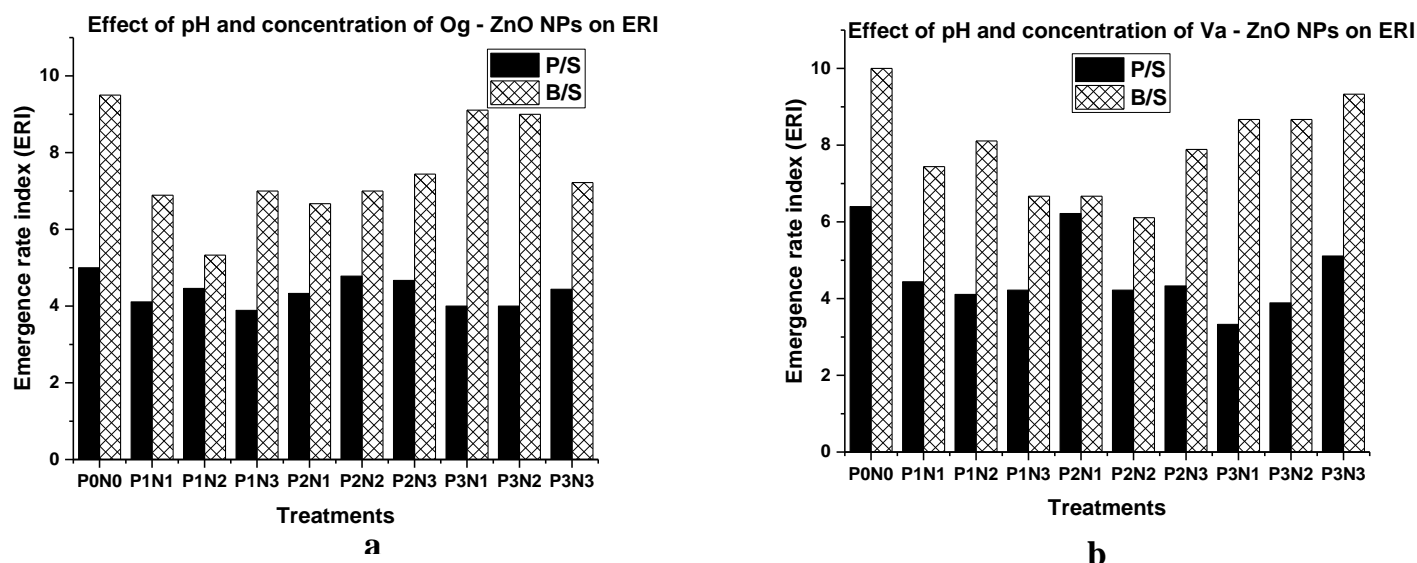 Effect of pH and concentration of Og - ZnO NPs on ERI
P/S
B/S
Emergence rate index (ERI)
10
8
6
4
2
0
P0N0 P1N1 P1N2 P1N3 P2N1 P2N2 P2N3 P3N1 P3N2 P3N3
Treatments
a
Effect of pH and concentration of Va - ZnO NPs on ERI
P/S
B/S
Emergence rate index (ERI)
10
8
6
4
2
0
P0N0 P1N1 P1N2 P1N3 P2N1 P2N2 P2N3 P3N1 P3N2 P3N3
Treatments
b